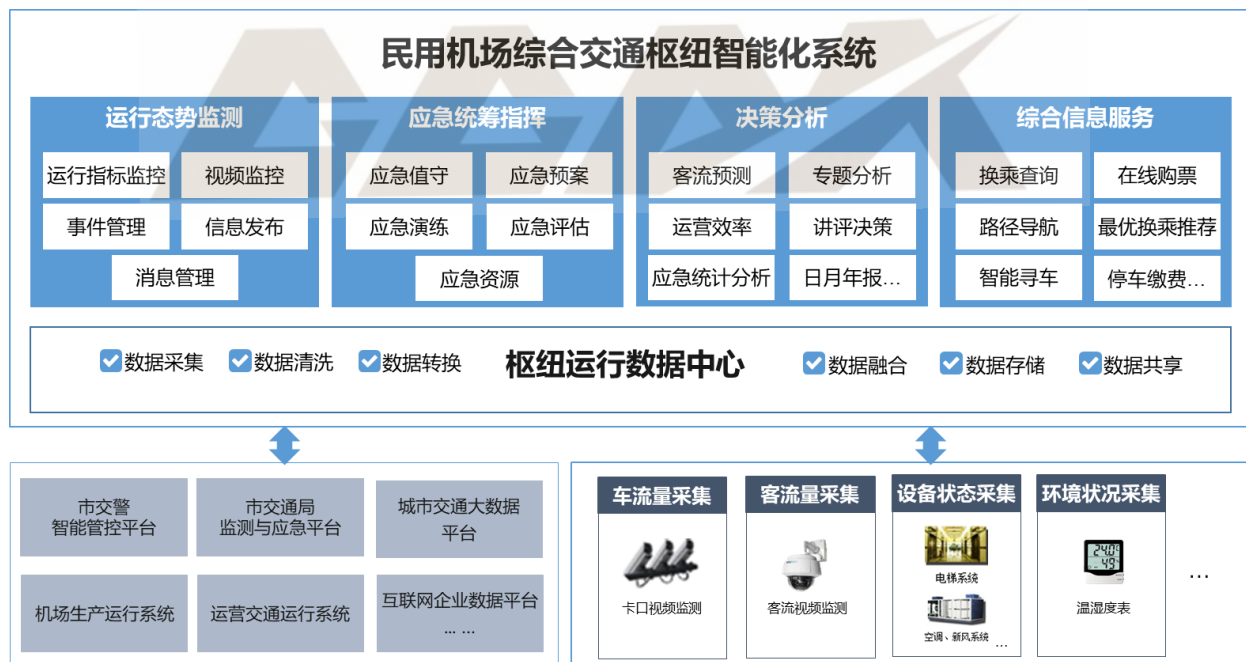 民用机场综合交通枢纽智能化系统
运行态势监测
运行指标监控
视频监控
事件管理
信息发布
消息管理
应急统筹指挥
应急值守
应急预案
应急演练
应急评估
应急资源
决策分析
客流预测
专题分析
运营效率
讲评决策
应急统计分析
日月年报...
综合信息服务
换乘查询
在线购票
路径导航
最优换乘推荐
智能寻车
停车缴费...
数据采集
数据清洗
数据转换
枢纽运行数据中心
数据融合
数据存储
数据共享
市交警
智能管控平台
市交通局
监测与应急平台
城市交通大数据
平台
机场生产运行系统
运营交通运行系统
互联网企业数据平台
... ...
车流量采集
卡口视频监测
客流量采集
客流视频监测
设备状态采集
电梯系统
空调、新风系统
...
环境状况采集
24.0
49
温湿度表
...